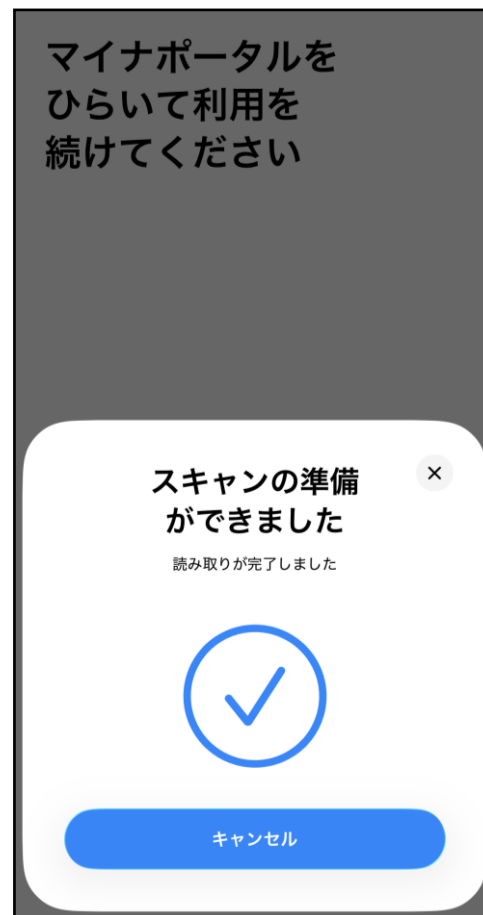 マイナポータルを
ひらいて利用を
続けてください
スキャンの準備
ができました
読み取りが完了しました
キャンセル